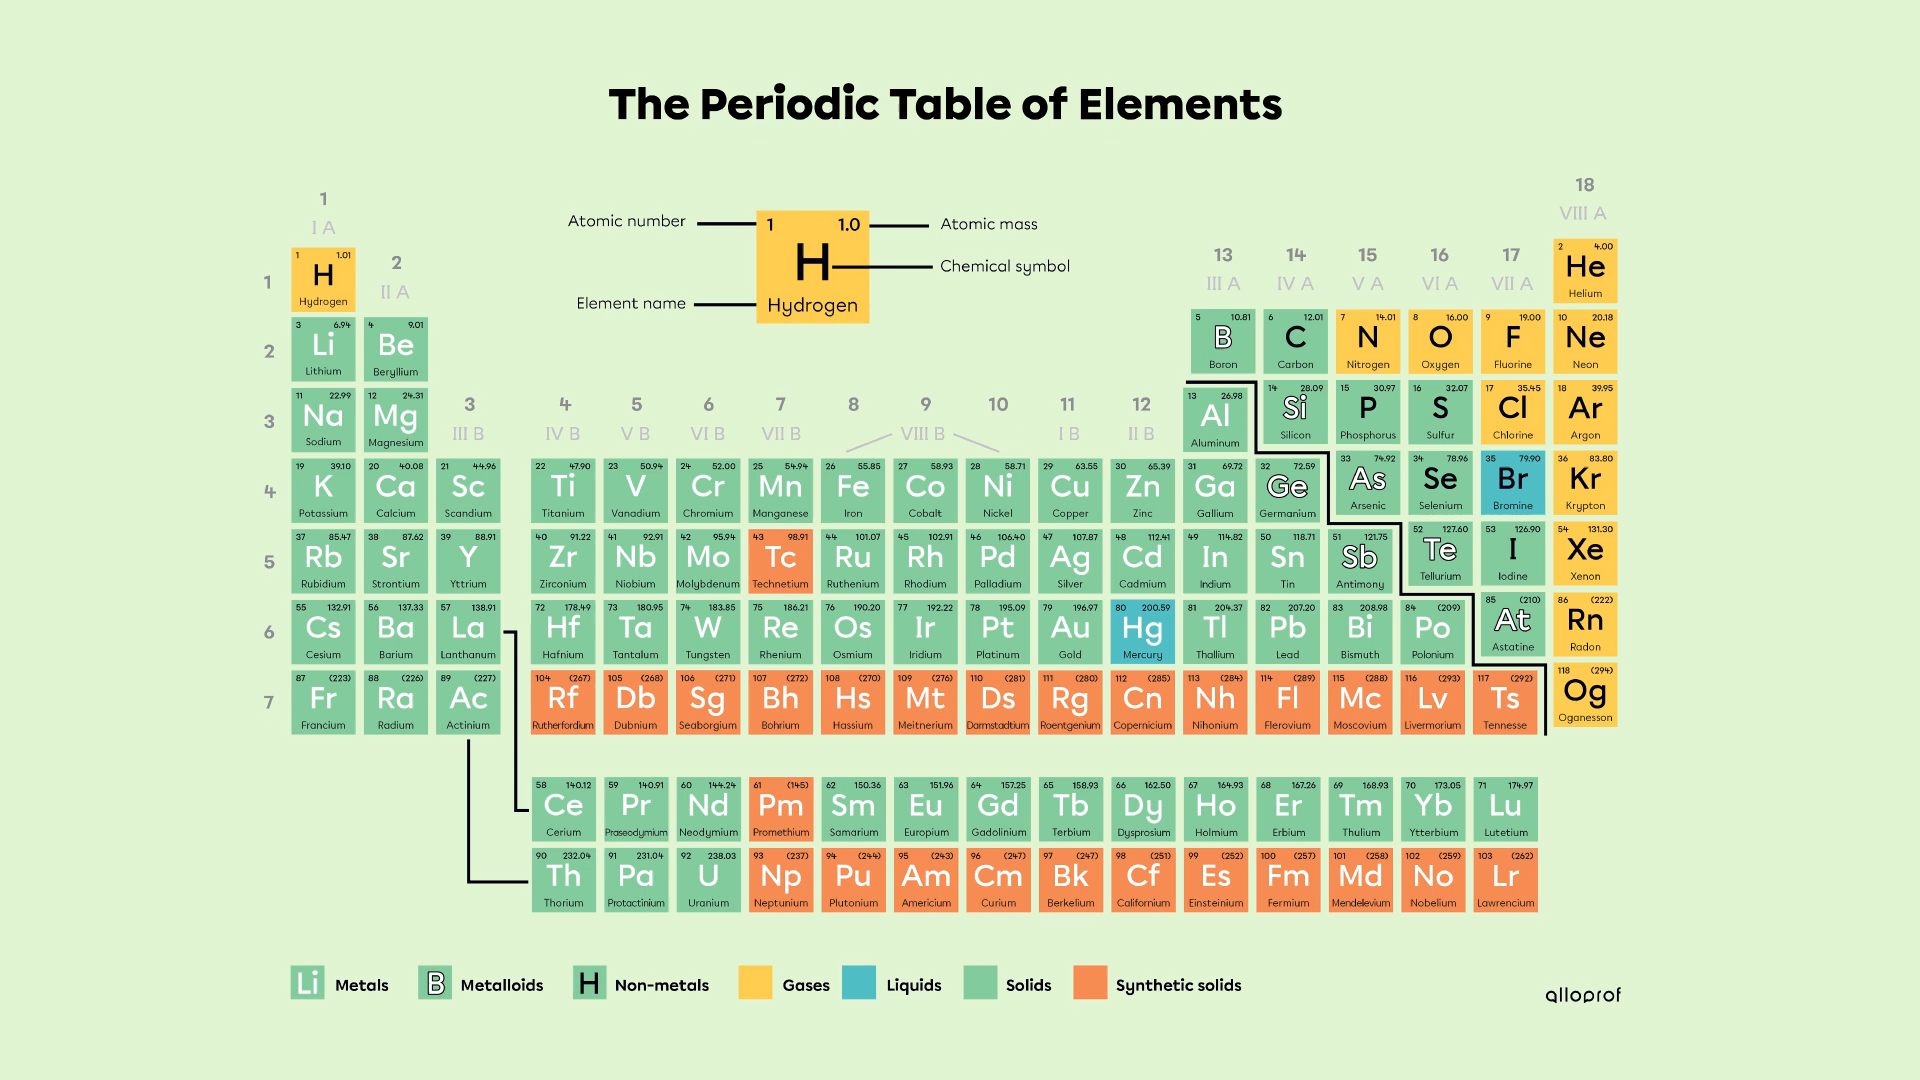 The Periodic Table of Elements
1
18
I A
VIII A
Atomic number
1 1.0
Atomic mass
H
Chemical symbol
Element name
Hydrogen
2
II A
13 14 15 16 17
III A IV A V A VI A VII A
1
1 1.01
H
Hydrogen
2 4.00
He
Helium
2
3 6.94
Li
Lithium
4 9.01
Be
Beryllium
5 10.81
B
Boron
6 12.01
C
Carbon
7 14.01
N
Nitrogen
8 16.00
O
Oxygen
9 19.00
F
Fluorine
10 20.18
Ne
Neon
3
11 22.99
Na
Sodium
12 24.31
Mg
Magnesium
3 4 5 6 7 8 9 10 11 12
III B IV B V B VI B VII B VIII B I B II B
13 26.98
Al
Aluminum
14 28.09
Si
Silicon
15 30.97
P
Phosphorus
16 32.07
S
Sulfur
17 35.45
Cl
Chlorine
18 39.95
Ar
Argon
4
19 39.10
K
Potassium
20 40.08
Ca
Calcium
21 44.96
Sc
Scandium
22 47.90
Ti
Titanium
23 50.94
V
Vanadium
24 52.00
Cr
Chromium
25 54.94
Mn
Manganese
26 55.85
Fe
Iron
27 58.93
Co
Cobalt
28 58.71
Ni
Nickel
29 63.55
Cu
Copper
30 65.39
Zn
Zinc
31 69.72
Ga
Gallium
32 72.59
Ge
Germanium
33 74.92
As
Arsenic
34 78.96
Se
Selenium
35 79.90
Br
Bromine
36 83.80
Kr
Krypton
5
37 85.47
Rb
Rubidium
38 87.62
Sr
Strontium
39 88.91
Y
Yttrium
40 91.22
Zr
Zirconium
41 92.91
Nb
Niobium
42 95.94
Mo
Molybdenum
43 98.91
Tc
Technetium
44 101.07
Ru
Ruthenium
45 102.91
Rh
Rhodium
46 106.40
Pd
Palladium
47 107.87
Ag
Silver
48 112.41
Cd
Cadmium
49 114.82
In
Indium
50 118.71
Sn
Tin
51 121.75
Sb
Antimony
52 127.60
Te
Tellurium
53 126.90
I
Iodine
54 131.30
Xe
Xenon
6
55 132.91
Cs
Cesium
56 137.33
Ba
Barium
57 138.91
La
Lanthanum
72 178.49
Hf
Hafnium
73 180.95
Ta
Tantalum
74 183.85
W
Tungsten
75 186.21
Re
Rhenium
76 190.20
Os
Osmium
77 192.22
Ir
Iridium
78 195.09
Pt
Platinum
79 196.97
Au
Gold
80 200.59
Hg
Mercury
81 204.37
Tl
Thallium
82 207.20
Pb
Lead
83 208.98
Bi
Bismuth
84 (209)
Po
Polonium
85 (210)
At
Astatine
86 (222)
Rn
Radon
7
87 (223)
Fr
Francium
88 (226)
Ra
Radium
89 (227)
Ac
Actinium
104 (267)
Rf
Rutherfordium
105 (268)
Db
Dubnium
106 (271)
Sg
Seaborgium
107 (272)
Bh
Bohrium
108 (270)
Hs
Hassium
109 (276)
Mt
Meitnerium
110 (281)
Ds
Darmstadtium
111 (280)
Rg
Roentgenium
112 (285)
Cn
Copernicium
113 (284)
Nh
Nihonium
114 (289)
Fl
Flerovium
115 (288)
Mc
Moscovium
116 (293)
Lv
Livermorium
117 (292)
Ts
Tennesse
118 (294)
Og
Oganesson
58 140.12
Ce
Cerium
59 140.91
Pr
Praseodymium
60 144.24
Nd
Neodymium
61 (145)
Pm
Promethium
62 150.36
Sm
Samarium
63 151.96
Eu
Europium
64 157.25
Gd
Gadolinium
65 158.93
Tb
Terbium
66 162.50
Dy
Dysprosium
67 164.93
Ho
Holmium
68 167.26
Er
Erbium
69 168.93
Tm
Thulium
70 173.05
Yb
Ytterbium
71 174.97
Lu
Lutetium
90 232.04
Th
Thorium
91 231.04
Pa
Protactinium
92 238.03
U
Uranium
93 (237)
Np
Neptunium
94 (244)
Pu
Plutonium
95 (243)
Am
Americium
96 (247)
Cm
Curium
97 (247)
Bk
Berkelium
98 (251)
Cf
Californium
99 (252)
Es
Einsteinium
100 (257)
Fm
Fermium
101 (258)
Md
Mendelevium
102 (259)
No
Nobelium
103 (262)
Lr
Lawrencium
Li Metals B Metalloids H Non-metals Gases Liquids Solids Synthetic solids
alloprof